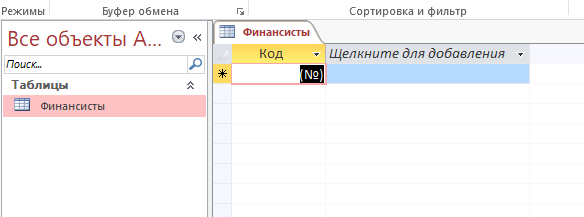 Режимы
Буфер обмена
Сортировка и фильтр
Все объекты A...
Поиск...
Таблицы
Финансисты
Финансисты
Код
Щелкните для добавления
(№)